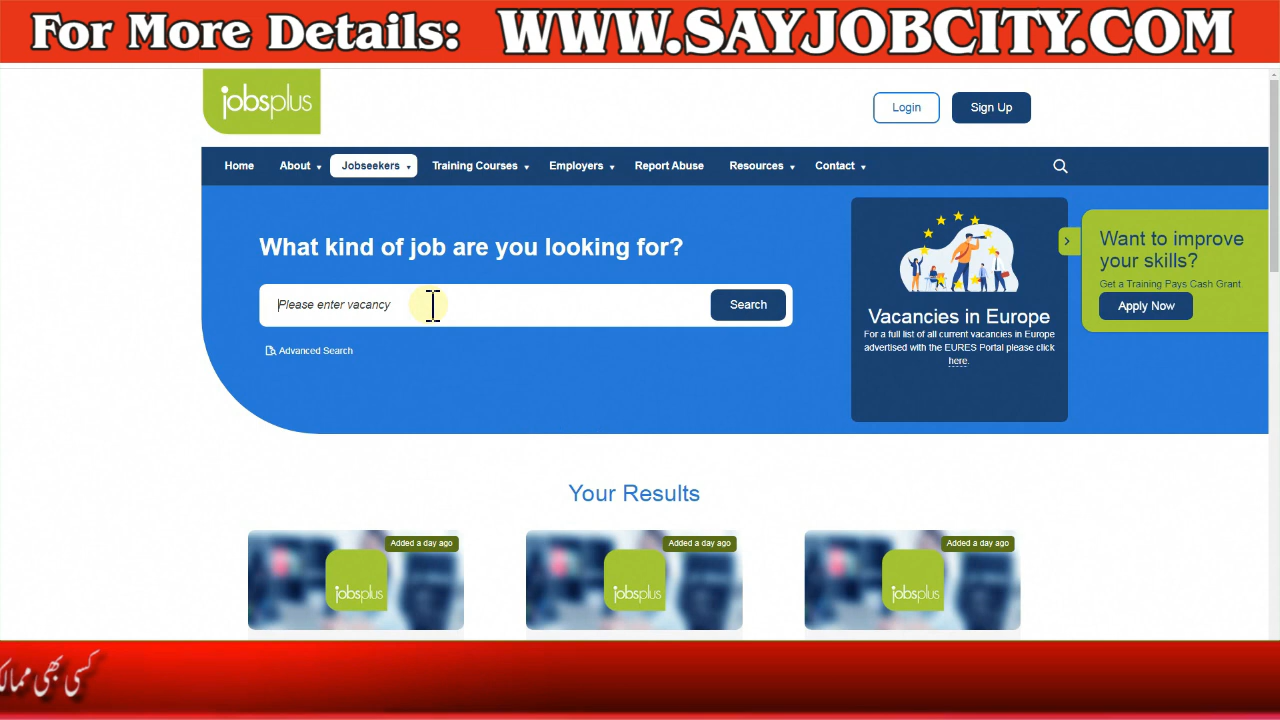 For More Details: WWW.SAYJOBCITY.COM
jobsplus
Login
Sign Up
Home
About
Jobseekers
Training Courses
Employers
Report Abuse
Resources
Contact
What kind of job are you looking for?
Please enter vacancy
Search
Advanced Search
Vacancies in Europe
For a full list of all current vacancies in Europe
advertised with the EURES Portal please click
here.
Want to improve
your skills?
Get a Training Pays Cash Grant.
Apply Now
Your Results
Added a day ago
jobsplus
Added a day ago
jobsplus
Added a day ago
jobsplus
کسی بھی